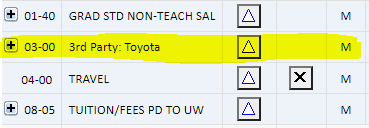 01-40 GRAD STD NON-TEACH SAL M
03-00 3rd Party: Toyota M
04-00 TRAVEL M
08-05 TUITION/FEES PD TO UW M